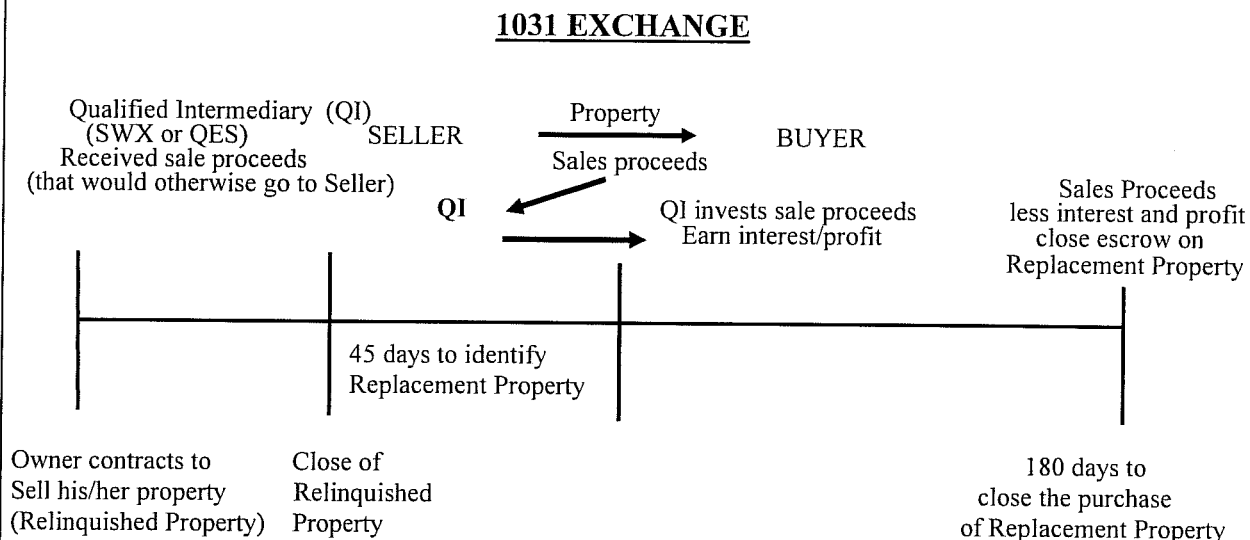 1031 EXCHANGE
Qualified Intermediary (QI)
(SWX or QES)
Received sale proceeds
(that would otherwise go to Seller)
SELLER
Property
BUYER
Sales proceeds
QI
QI invests sale proceeds
Earn interest/profit
Sales Proceeds
less interest and profit
close escrow on
Replacement Property
45 days to identify
Replacement Property
Owner contracts to
Sell his/her property
(Relinquished Property)
Close of
Relinquished
Property
180 days to
close the purchase
of Replacement Property